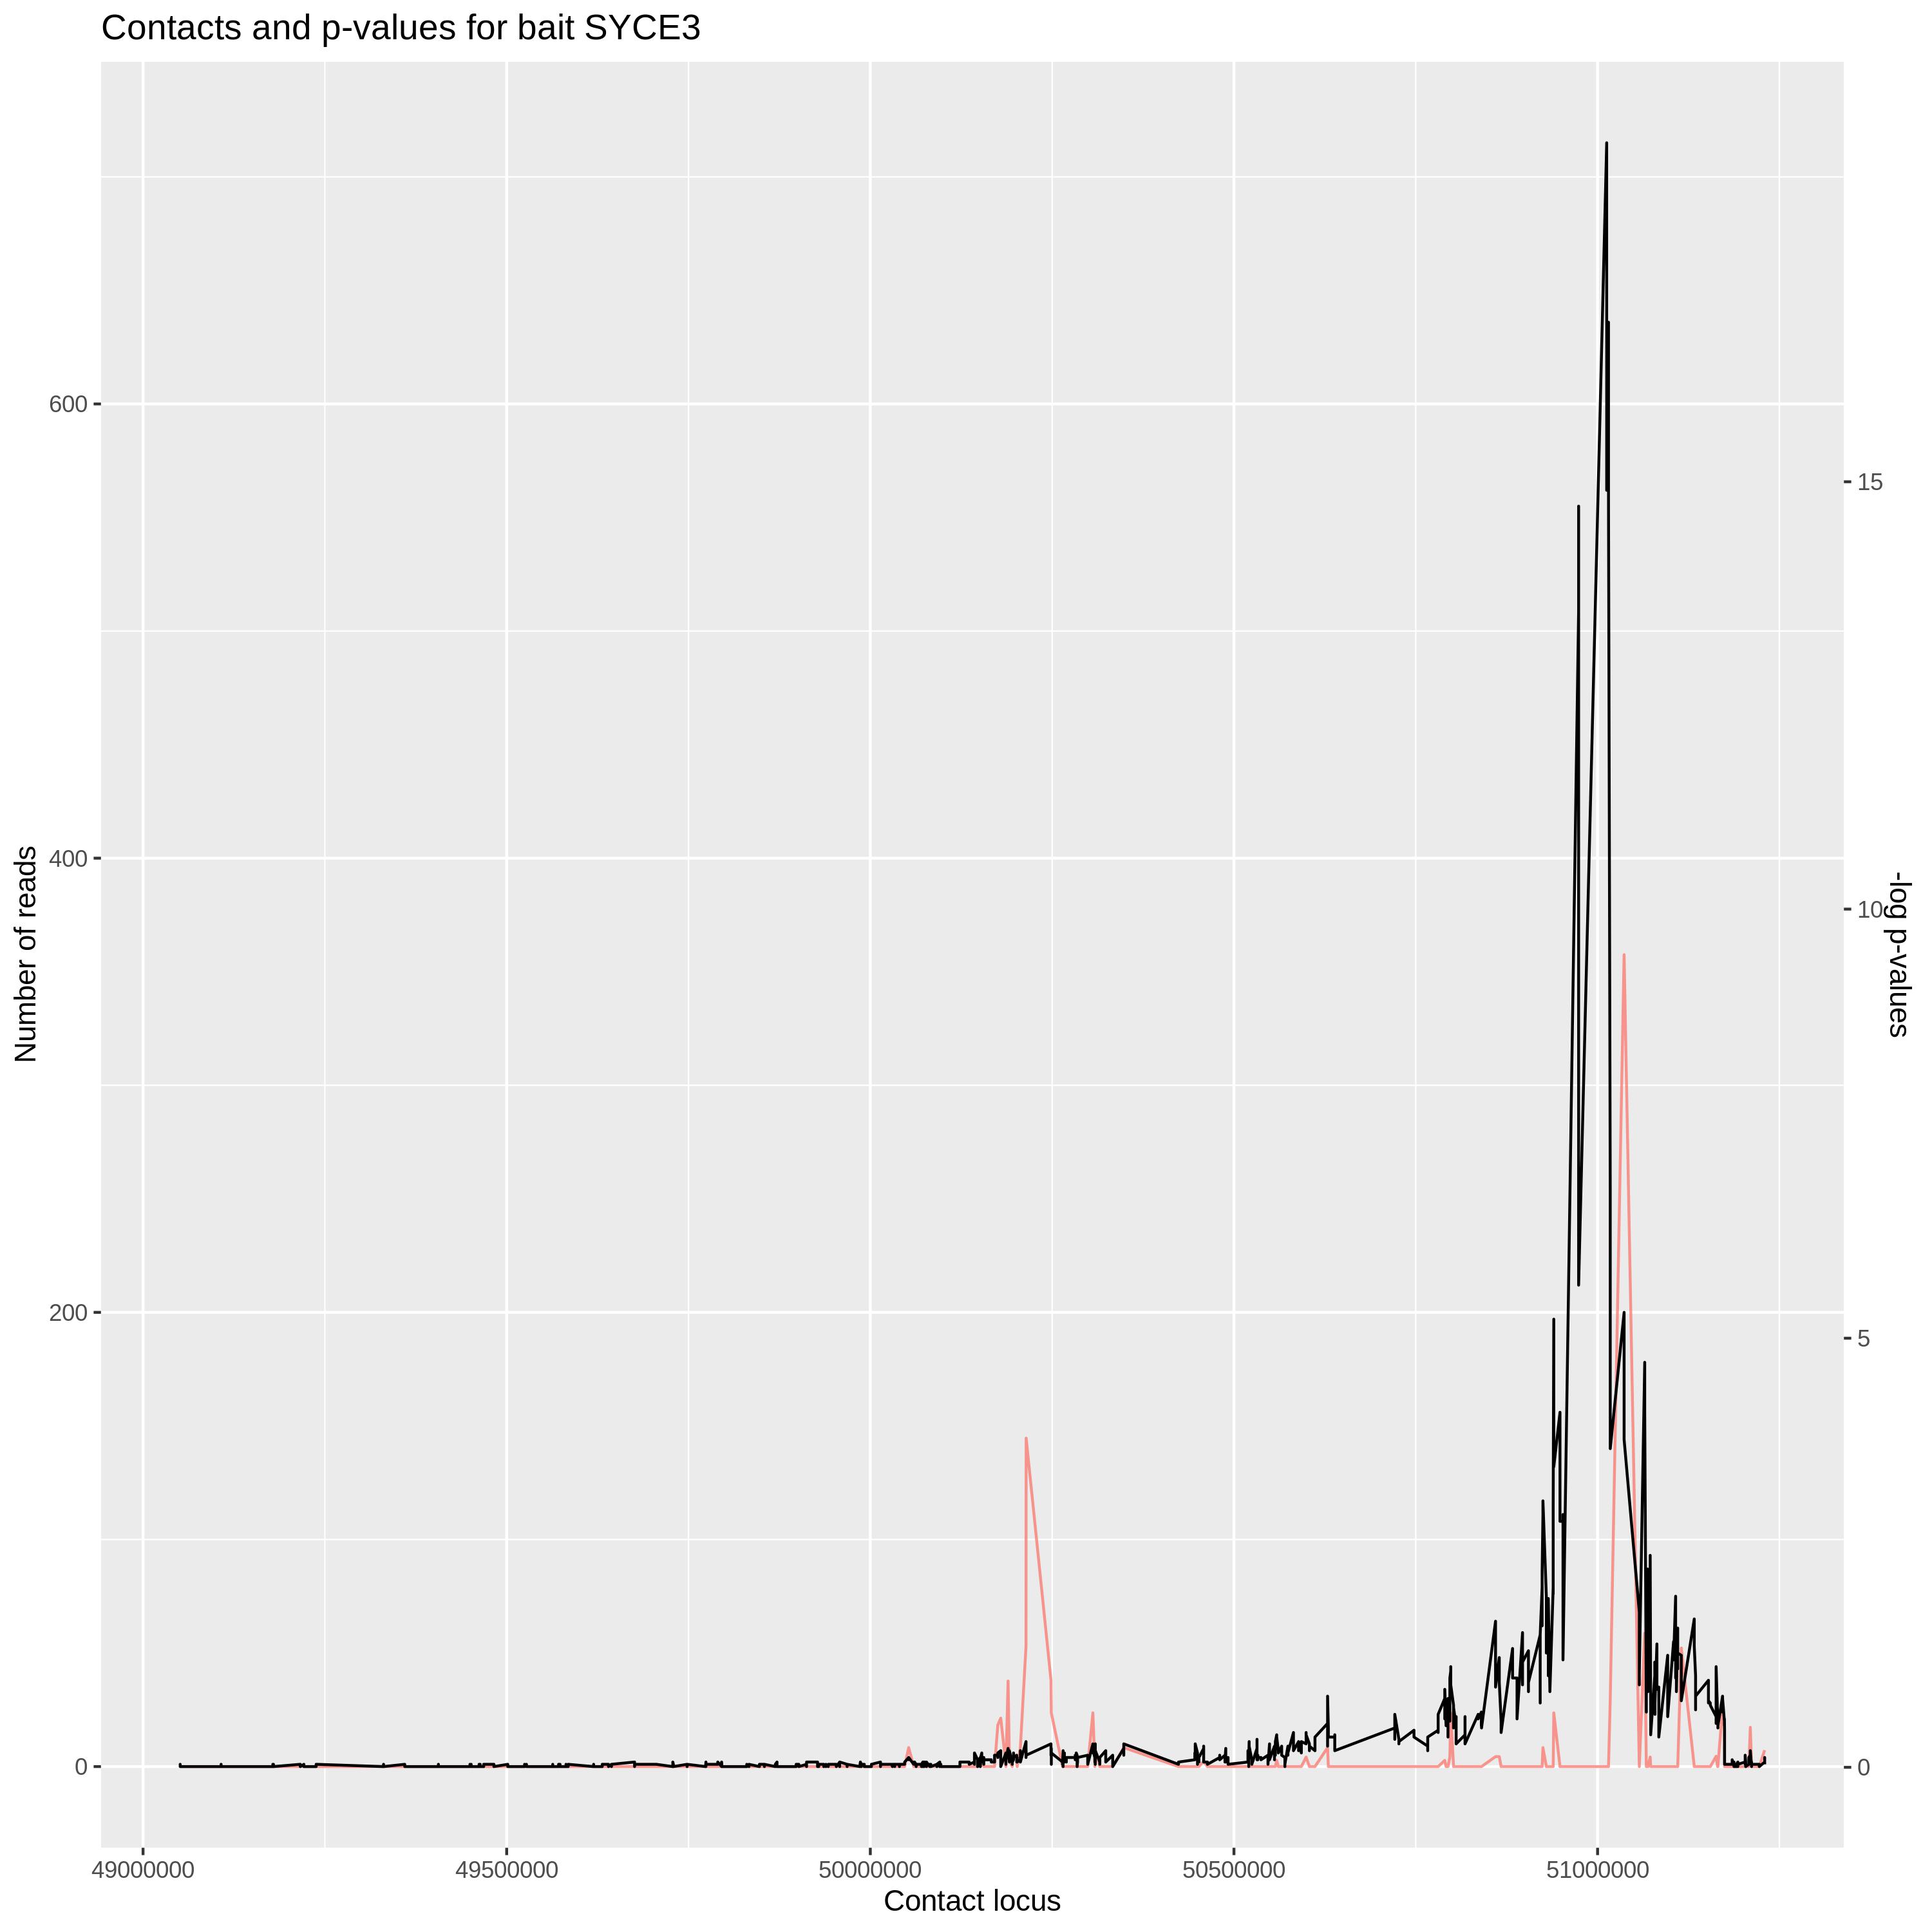 Contacts and p-values for bait SYCE3
600
400
200
0
Number of reads
15
10
5
0
-log p-values
49000000 49500000 50000000 50500000 51000000
Contact locus